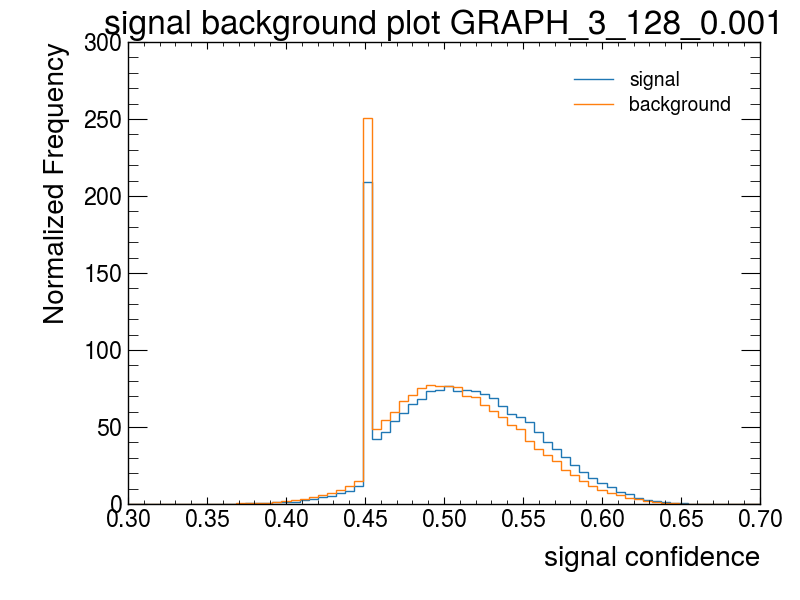 signal background plot GRAPH_3_128_0.001
Normalized Frequency
300
250
200
150
100
50
0
signal
background
0.30 0.35 0.40 0.45 0.50 0.55 0.60 0.65 0.70
signal confidence